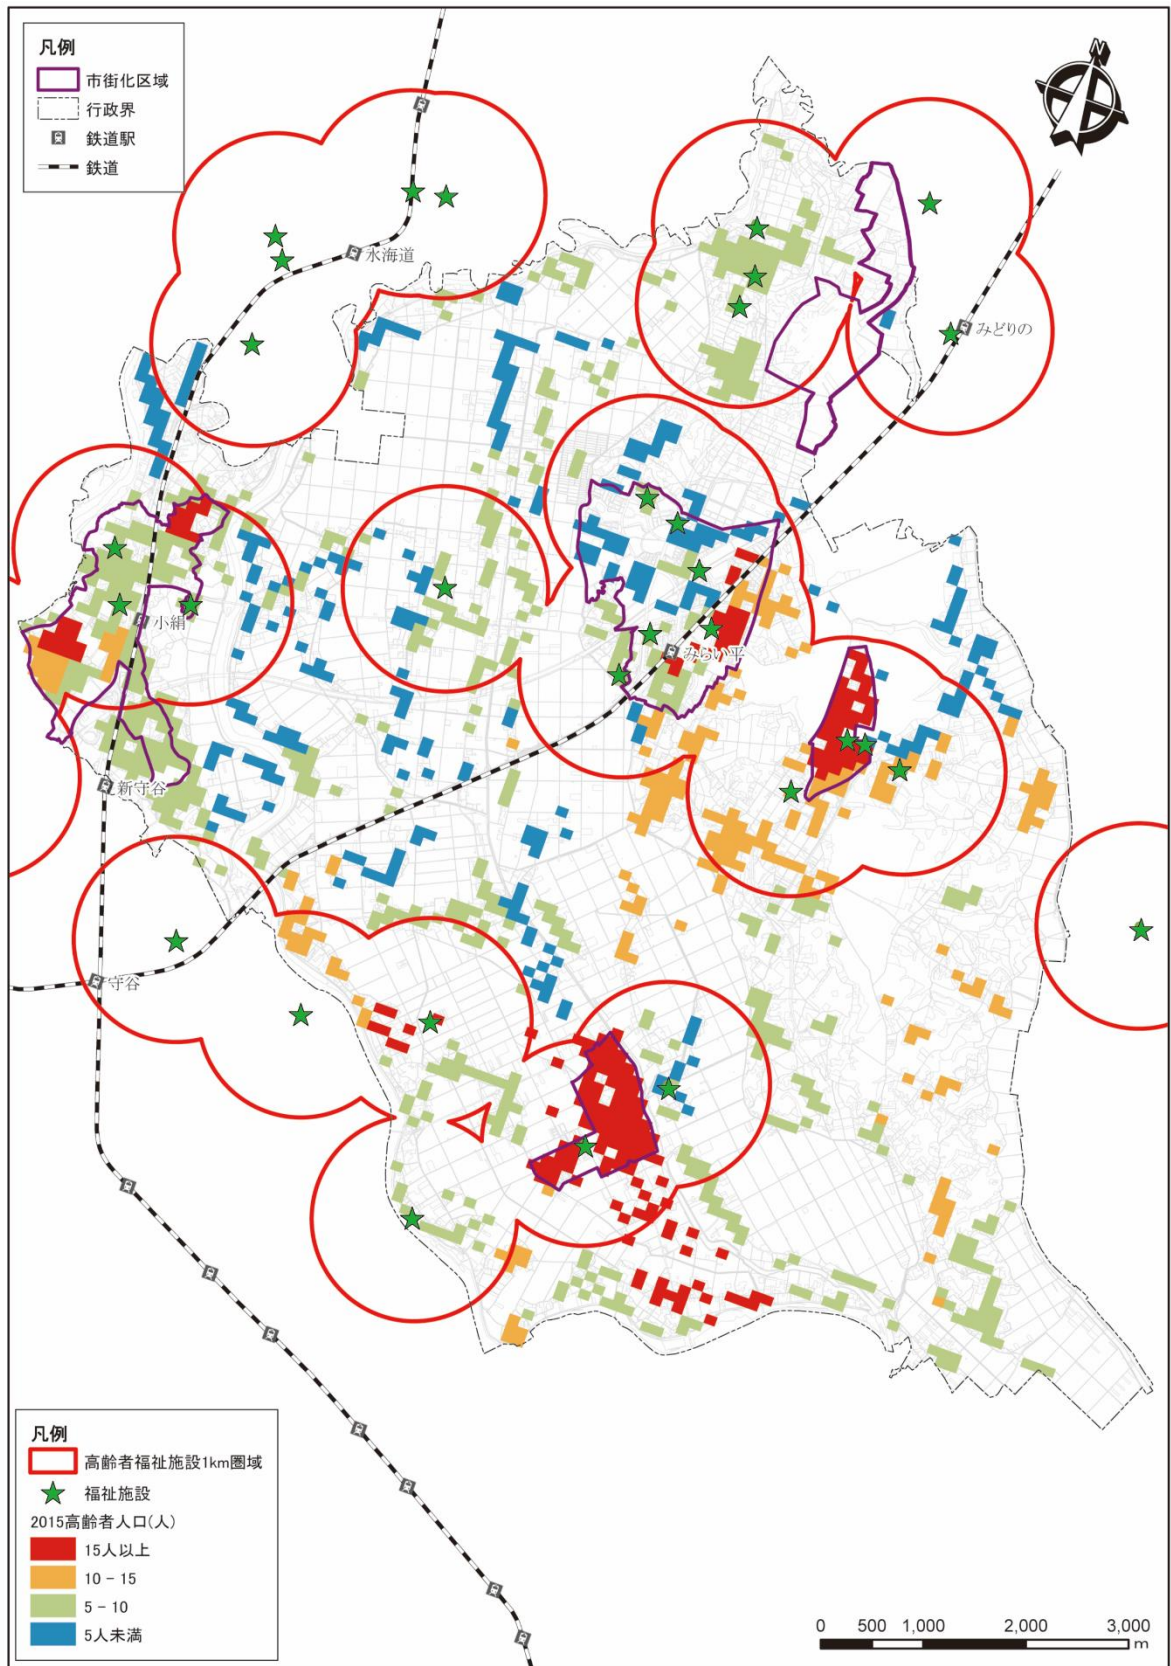 凡例
市街化区域
行政界
鉄道駅
鉄道
N
水海道
みどりの
小絹
みらい平
新守谷
守谷
凡例
高齢者福祉施設1km圏域
福祉施設
2015高齢者人口(人)
15人以上
10 - 15
5 - 10
5人未満
0 500 1,000 2,000 3,000
m